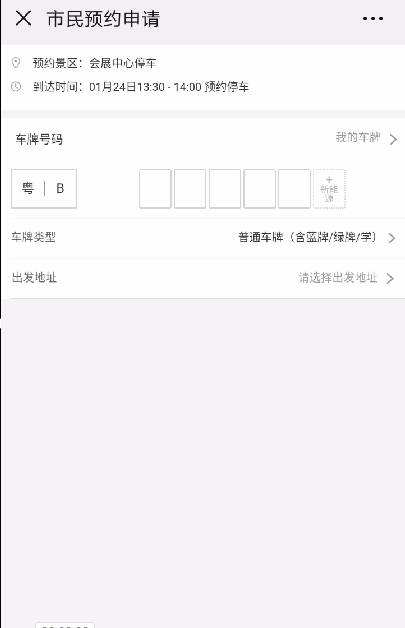 市民预约申请
预约景区：会展中心停车
到达时间：01月24日13:30 - 14:00 预约停车
车牌号码
我的车牌
粤 B
+
新能
源
车牌类型
普通车牌（含蓝牌/绿牌/学）
出发地址
请选择出发地址